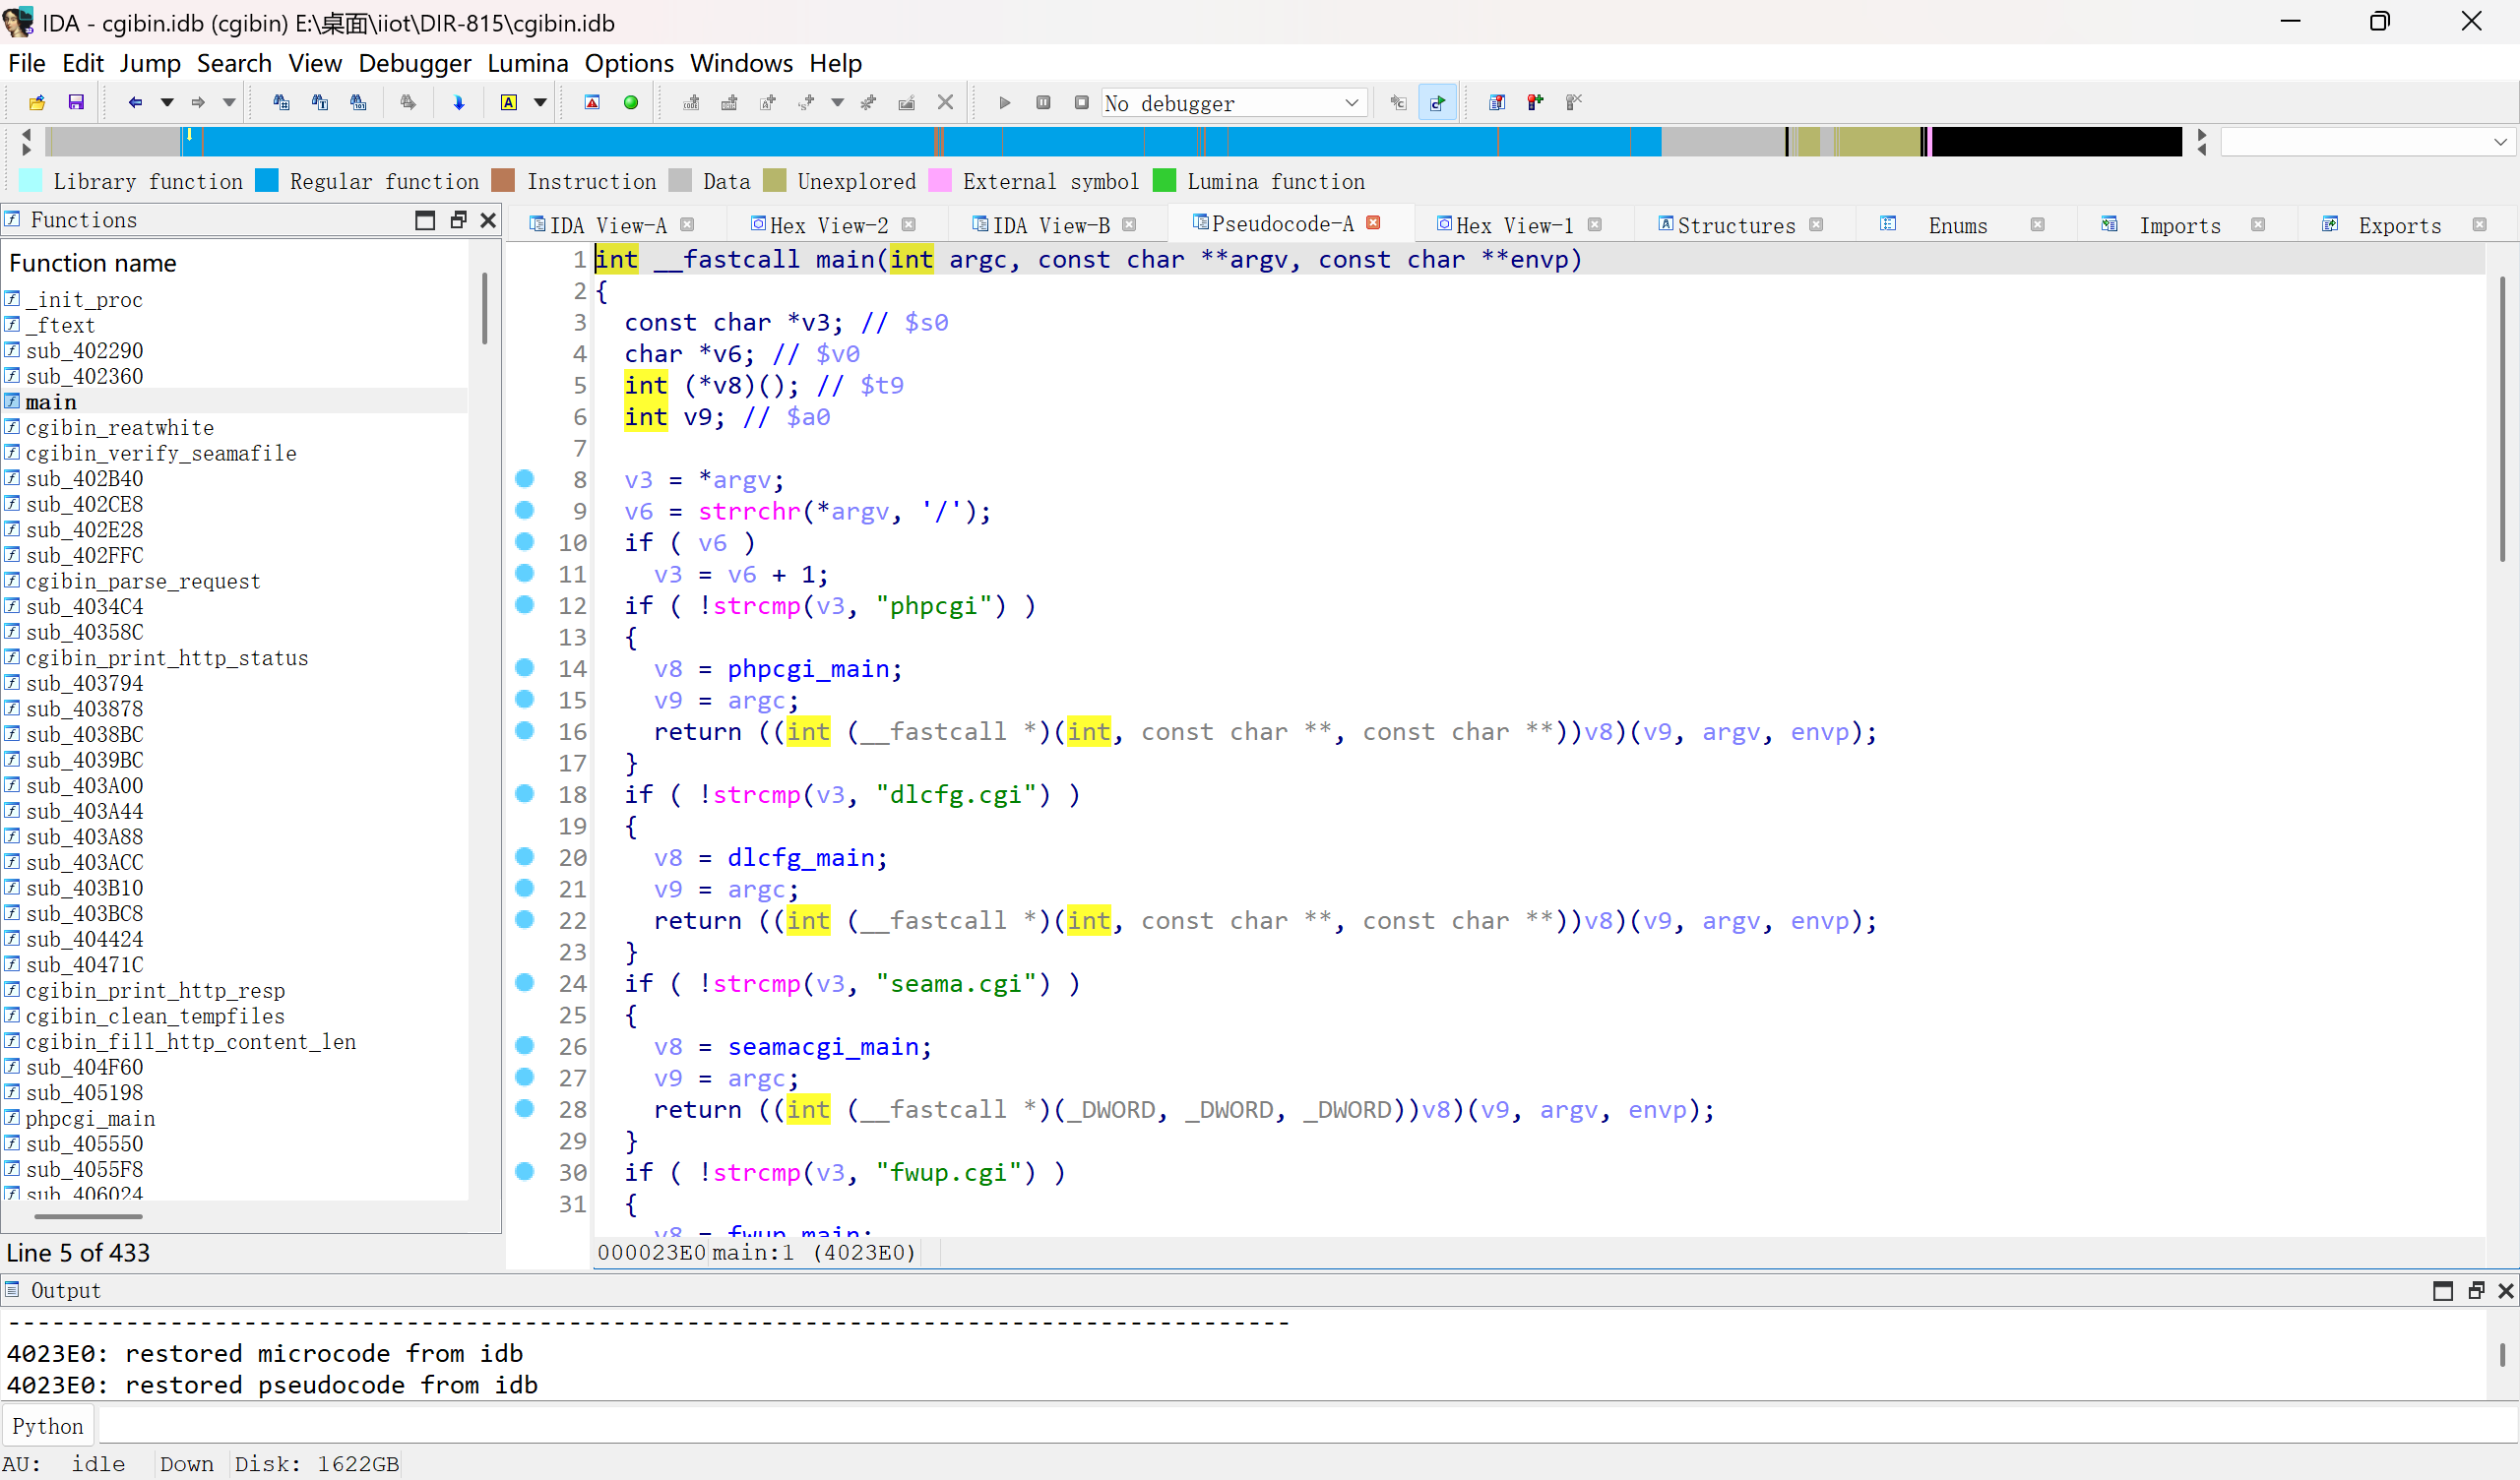 IDA - cgibin.idb (cgibin) E:\桌面\iiot\DIR-815\cgibin.idb
File Edit Jump Search View Debugger Lumina Options Windows Help
No debugger
Library function Regular function Instruction Data Unexplored External symbol Lumina function
Functions
Function name
_init_proc
_ftext
sub_402290
sub_402360
main
cgibin_reatwhite
cgibin_verify_seamafile
sub_402B40
sub_402CE8
sub_402E28
sub_402FFC
cgibin_parse_request
sub_4034C4
sub_40358C
cgibin_print_http_status
sub_403794
sub_403878
sub_4038BC
sub_4039BC
sub_403A00
sub_403A44
sub_403A88
sub_403ACC
sub_403B10
sub_403BC8
sub_404424
sub_40471C
cgibin_print_http_resp
cgibin_clean_tempfiles
cgibin_fill_http_content_len
sub_404F60
sub_405198
phpcgi_main
sub_405550
sub_4055F8
sub_406024
Line 5 of 433
IDA View-A Hex View-2 IDA View-B Pseudocode-A Hex View-1 Structures Enums Imports Exports
1 int __fastcall main(int argc, const char **argv, const char **envp)
2 {
3 const char *v3; // $s0
4 char *v6; // $v0
5 int (*v8)(); // $t9
6 int v9; // $a0
7
8 v3 = *argv;
9 v6 = strrchr(*argv, '/');
10 if ( v6 )
11 v3 = v6 + 1;
12 if ( !strcmp(v3, "phpcgi") )
13 {
14 v8 = phpcgi_main;
15 v9 = argc;
16 return ((int (__fastcall *)(int, const char **, const char **))v8)(v9, argv, envp);
17 }
18 if ( !strcmp(v3, "dlcfg.cgi") )
19 {
20 v8 = dlcfg_main;
21 v9 = argc;
22 return ((int (__fastcall *)(int, const char **, const char **))v8)(v9, argv, envp);
23 }
24 if ( !strcmp(v3, "seama.cgi") )
25 {
26 v8 = seamacgi_main;
27 v9 = argc;
28 return ((int (__fastcall *)(_DWORD, _DWORD, _DWORD))v8)(v9, argv, envp);
29 }
30 if ( !strcmp(v3, "fwup.cgi") )
31 {
v8 = fwup_main;
000023E0 main:1 (4023E0)
Output
---------------------------------------------------------------------------------------
4023E0: restored microcode from idb
4023E0: restored pseudocode from idb
Python
AU: idle Down Disk: 1622GB